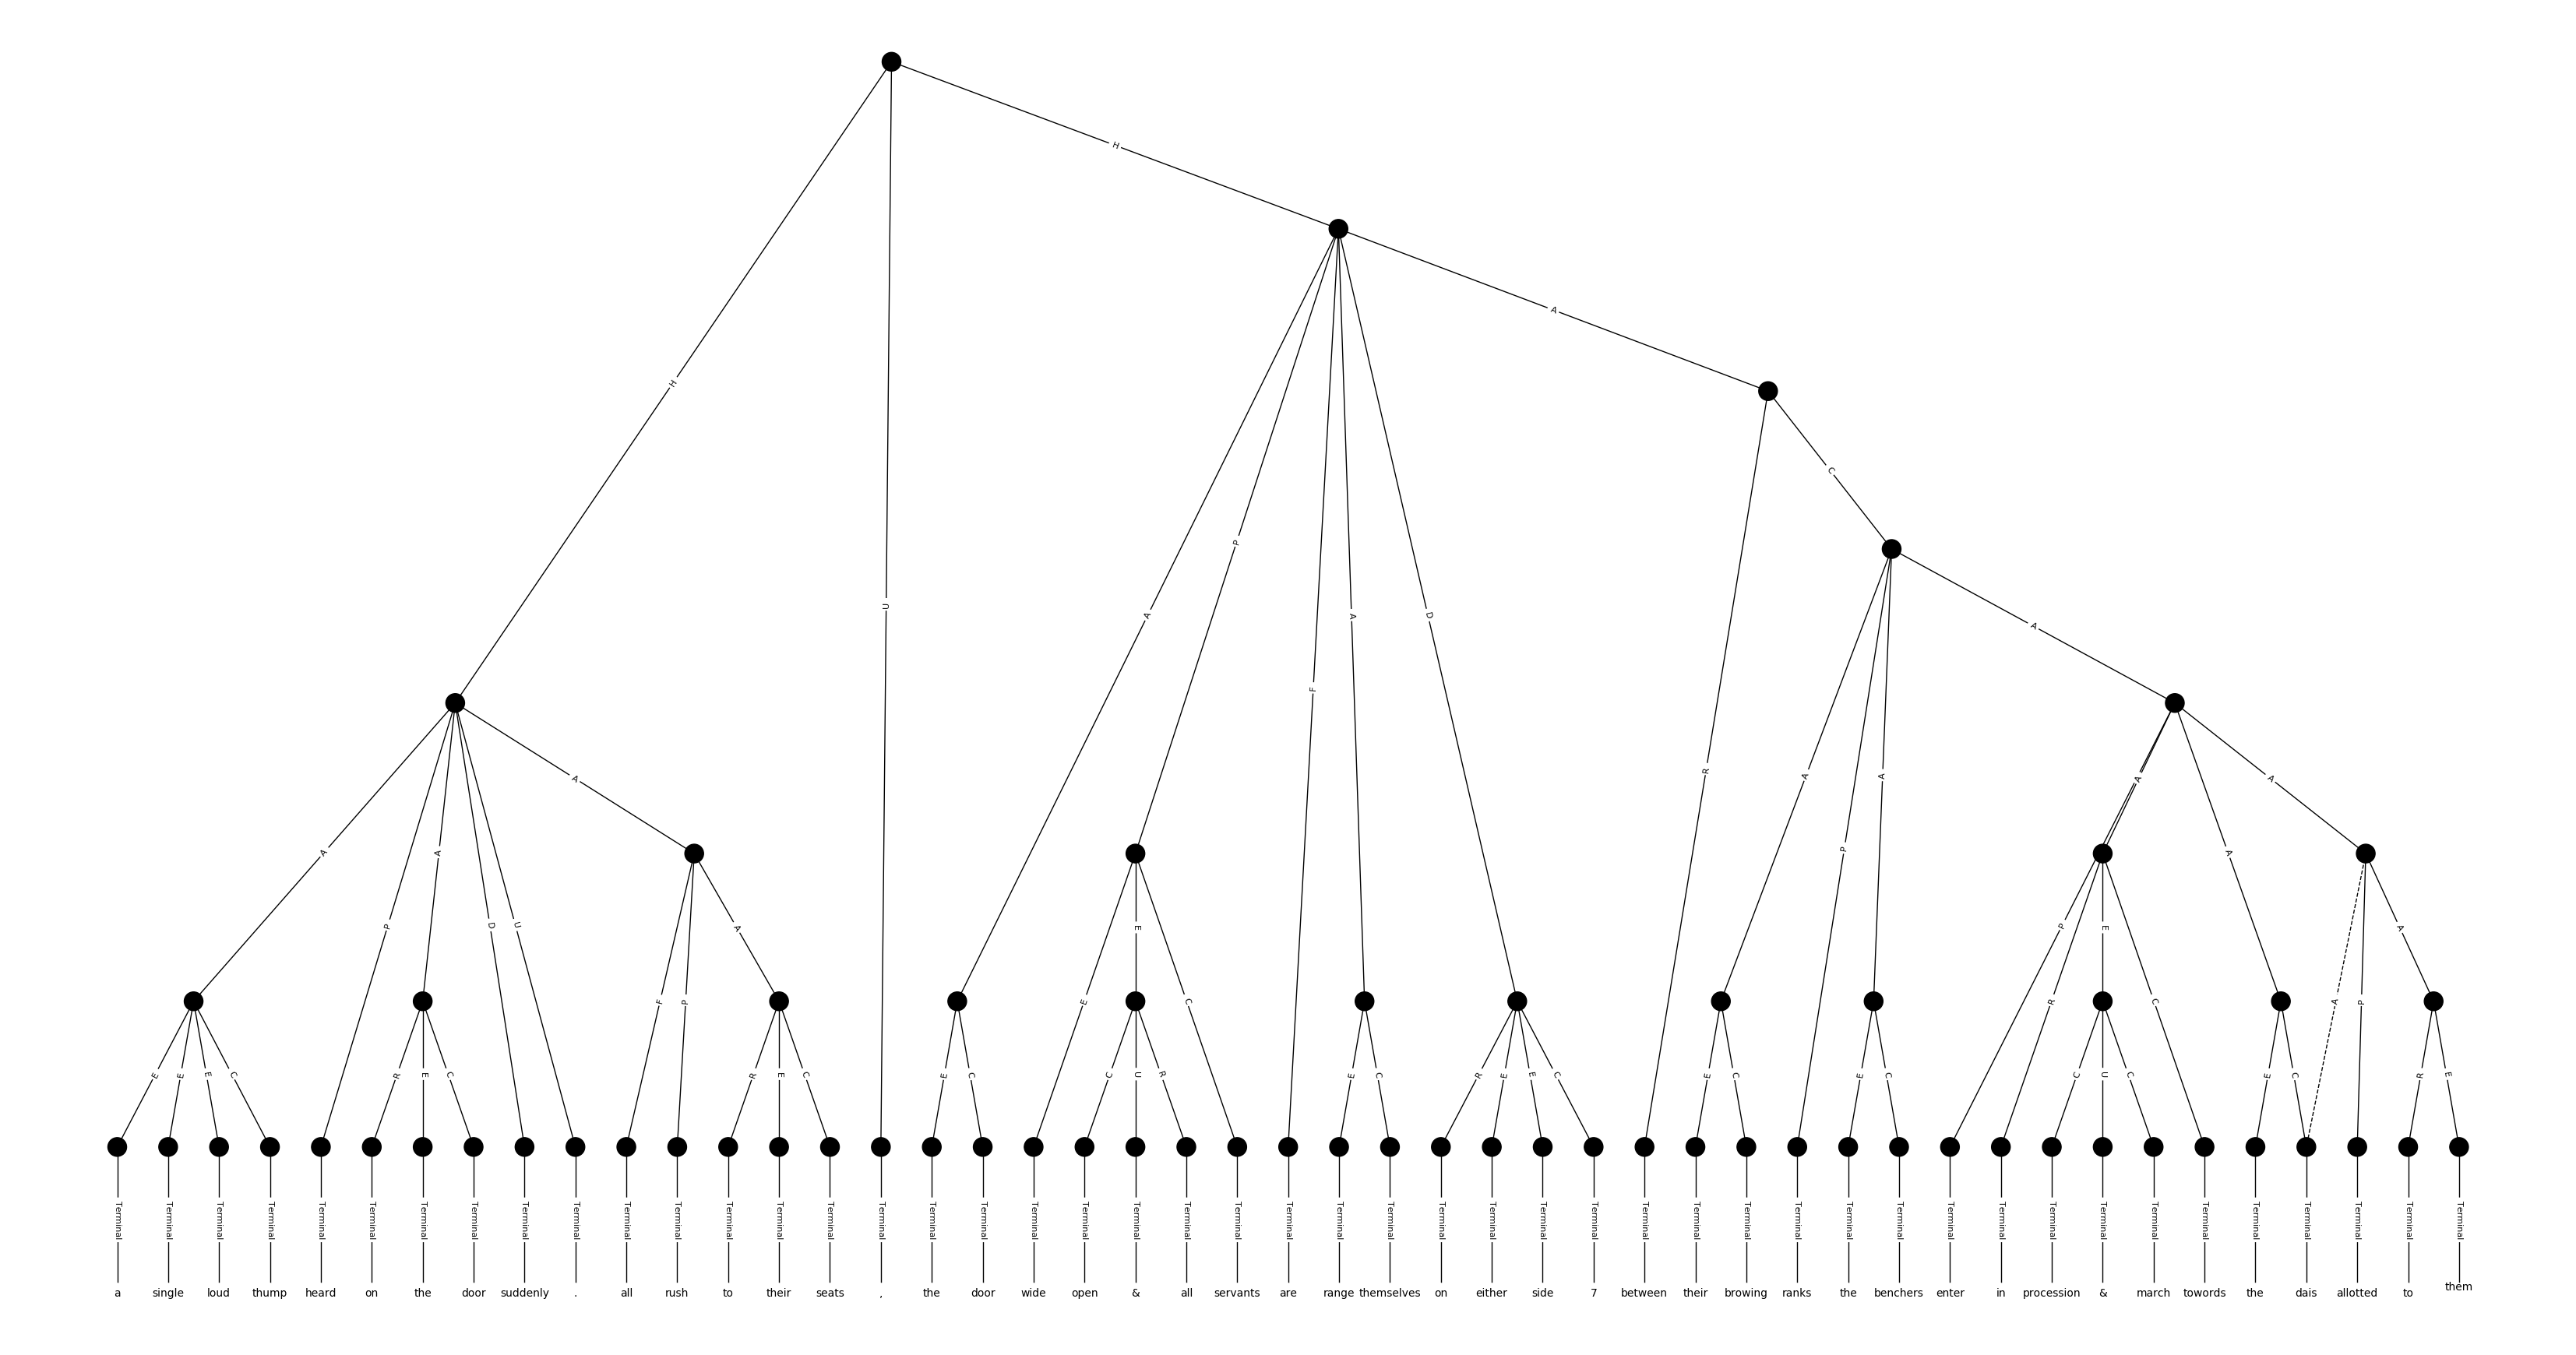 H
H
A
H
C
P
U
A
A
A
D
A
F
R
A
A
A
A
A
A
P
A
A
P
A
D
U
A
E
P
E
A
F
P
E
C
R
C
A
P
E
E
E
C
R
E
C
R
E
C
E
C
C
U
R
E
C
R
E
E
C
E
C
E
C
C
U
C
E
C
R
E
Terminal Terminal Terminal Terminal Terminal Terminal Terminal Terminal Terminal Terminal Terminal Terminal Terminal Terminal Terminal Terminal Terminal Terminal Terminal Terminal Terminal Terminal Terminal Terminal Terminal Terminal Terminal Terminal Terminal Terminal Terminal Terminal Terminal Terminal Terminal Terminal Terminal Terminal Terminal Terminal Terminal Terminal Terminal Terminal Terminal Terminal Terminal
a single loud thump heard on the door suddenly . all rush to their seats , the door wide open & all servants are range themselves on either side 7 between their browing ranks the benchers enter in procession & march towords the dais allotted to them